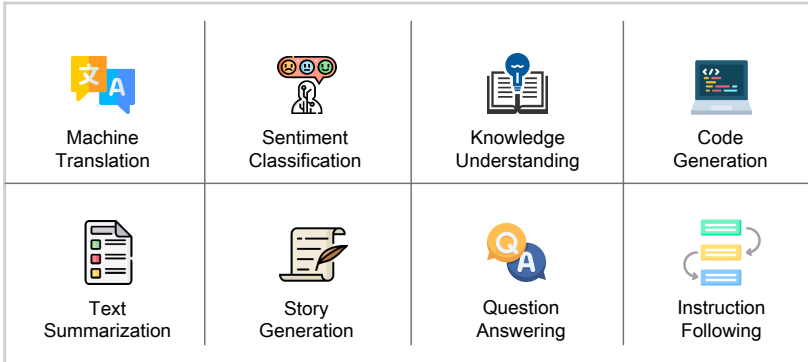 文 A
Machine
Translation
Sentiment
Classification
Knowledge
Understanding
</>
Code
Generation
Text
Summarization
Story
Generation
Q
A
Question
Answering
Instruction
Following